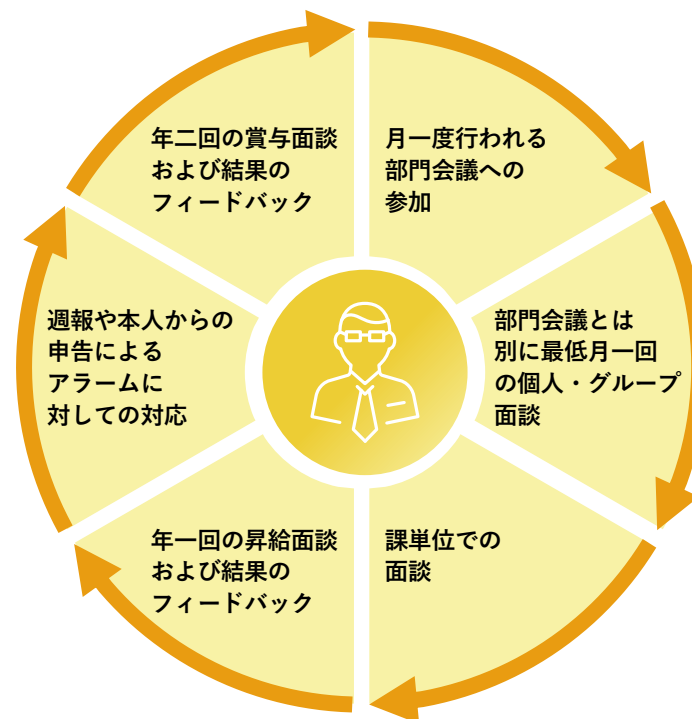 月一度行われる
部門会議への
参加
部門会議とは
別に最低月一回
の個人・グループ
面談
課単位での
面談
年一回の昇給面談
および結果の
フィードバック
週報や本人からの
申告による
アラームに
対しての対応
年二回の賞与面談
および結果の
フィードバック